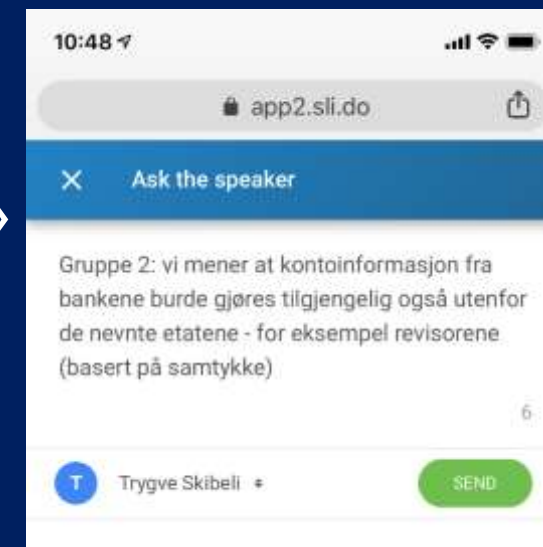 10:48
app2.sli.do
Ask the speaker
Gruppe 2: vi mener at kontoinformasjon fra
bankene burde gjøres tilgjengelig også utenfor
de nevnte etatene - for eksempel revisorene
(basert på samtykke)
6
T Trygve Skibeli
SEND